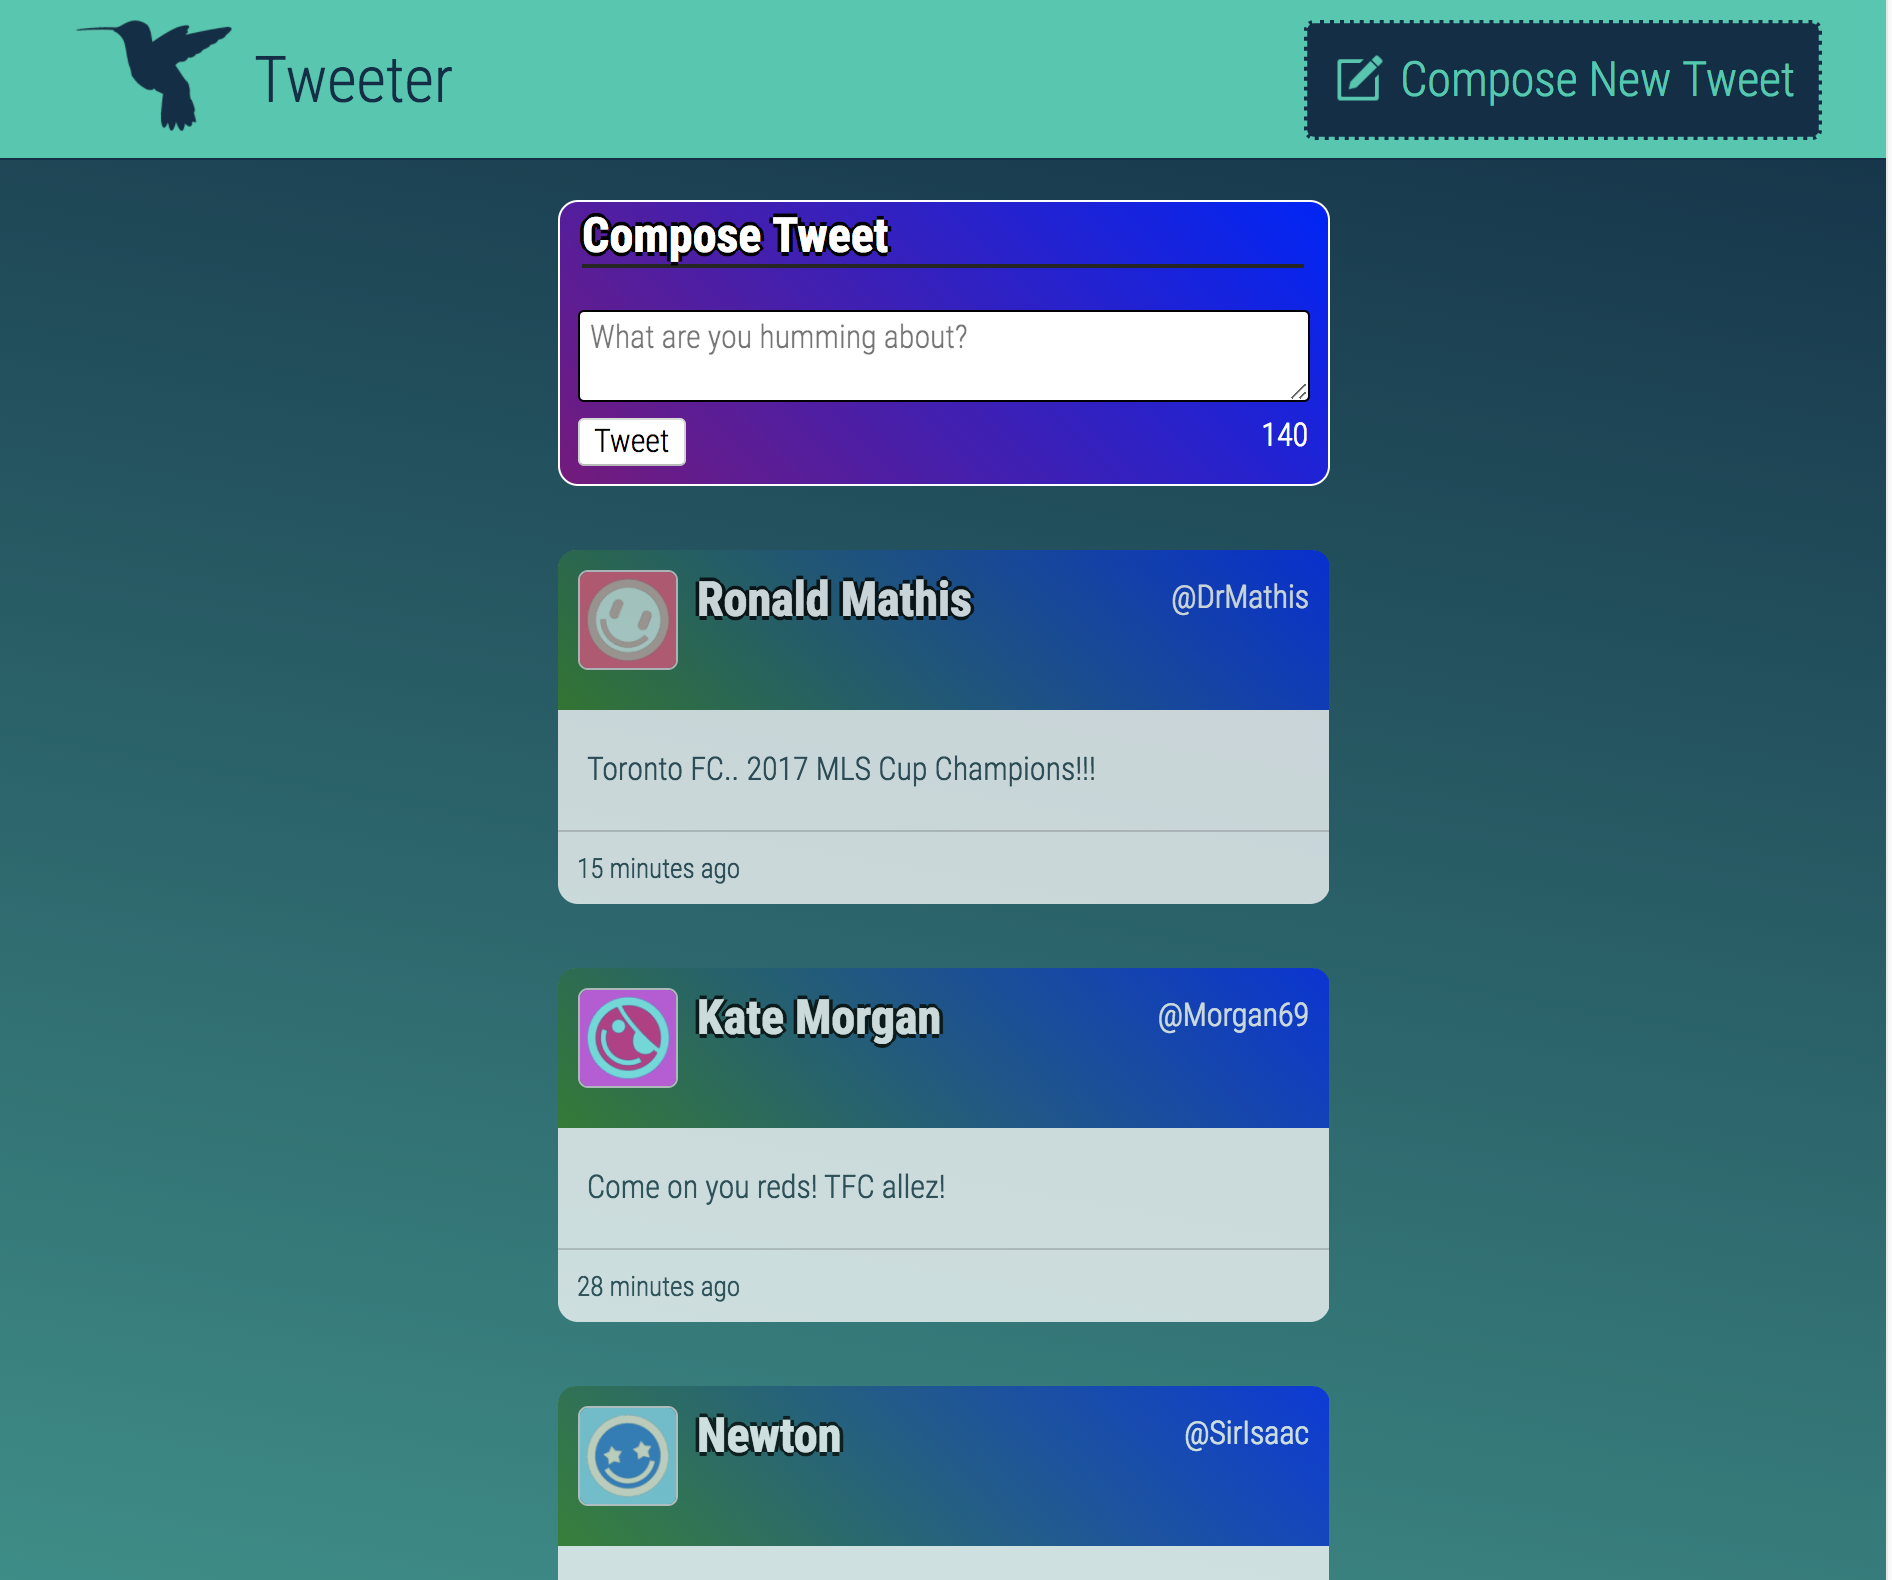 Tweeter
Compose New Tweet
Compose Tweet
What are you humming about?
Tweet
140
Ronald Mathis
@DrMathis
Toronto FC.. 2017 MLS Cup Champions!!!
15 minutes ago
Kate Morgan
@Morgan69
Come on you reds! TFC allez!
28 minutes ago
Newton
@SirIsaac